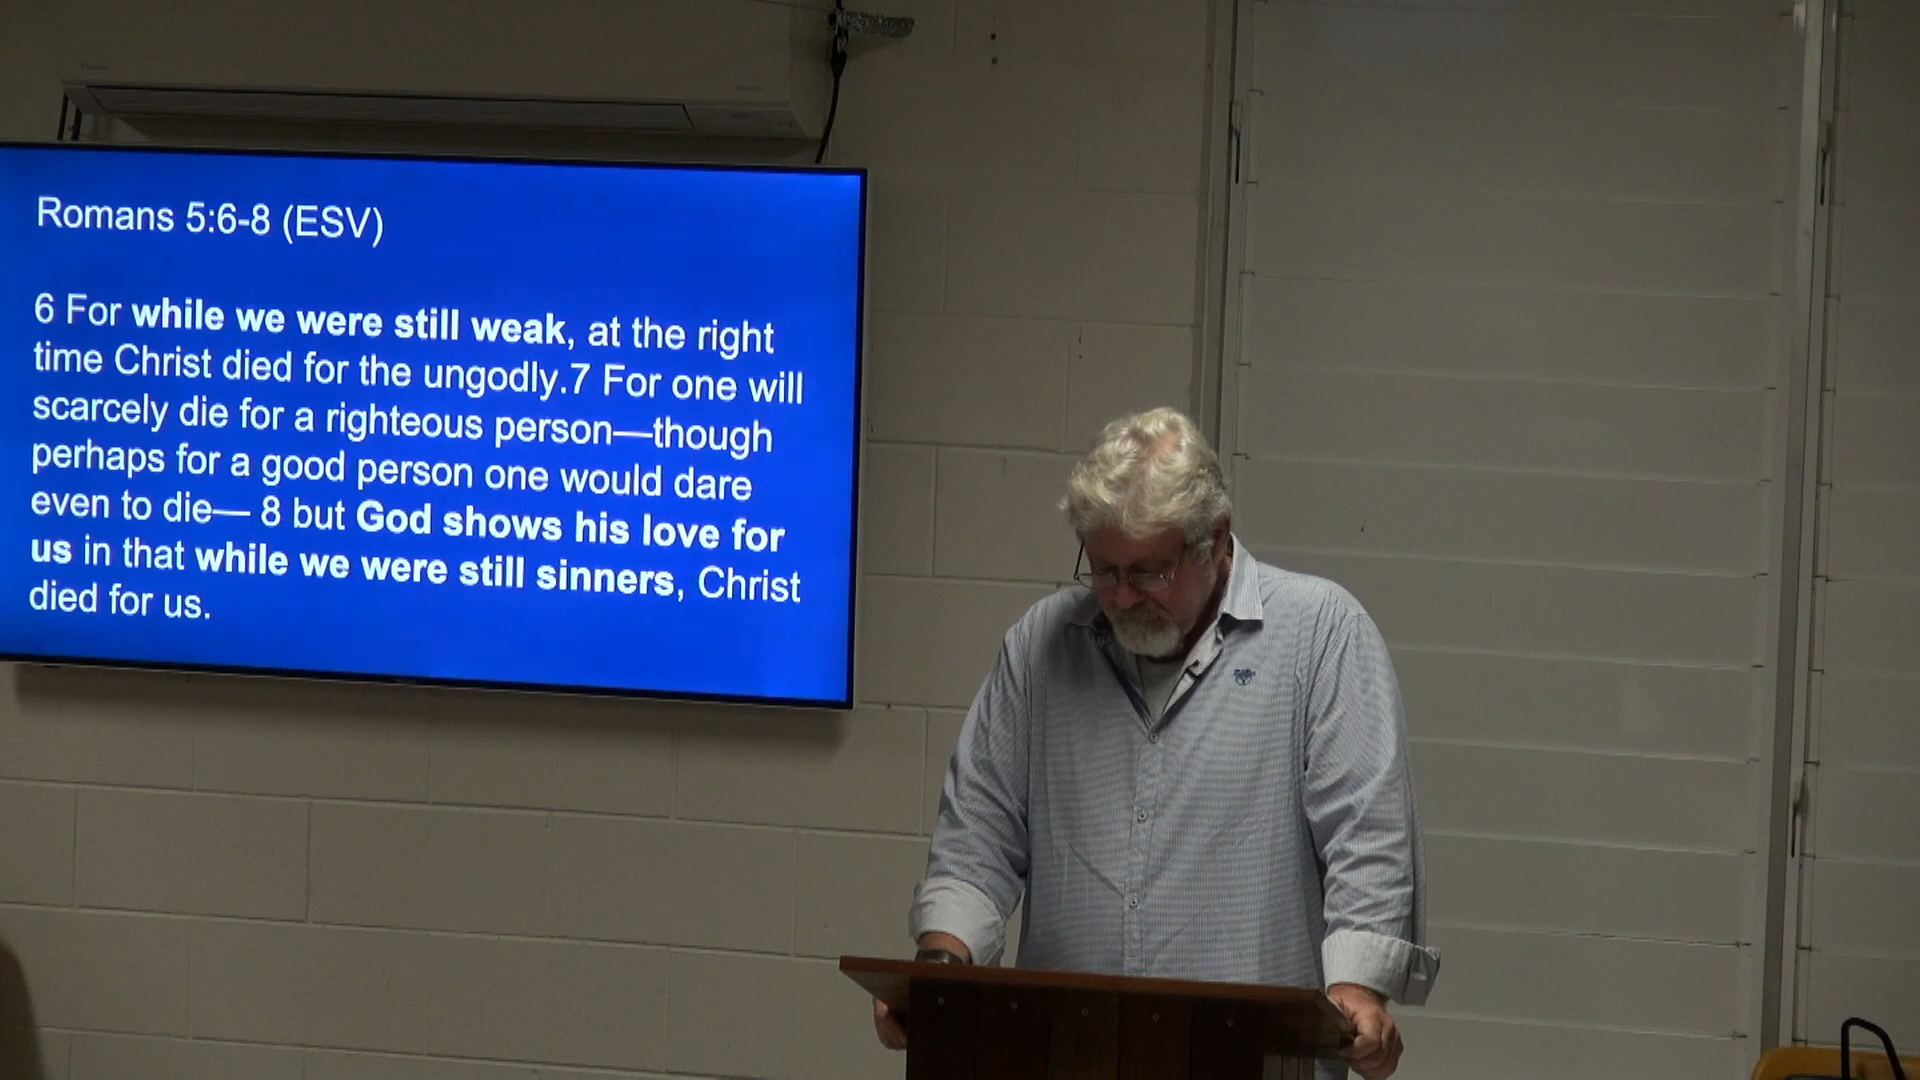 Romans 5:6-8 (ESV)
6 For while we were still weak, at the right
time Christ died for the ungodly.7 For one will
scarcely die for a righteous person—though
perhaps for a good person one would dare
even to die— 8 but God shows his love for
us in that while we were still sinners, Christ
died for us.